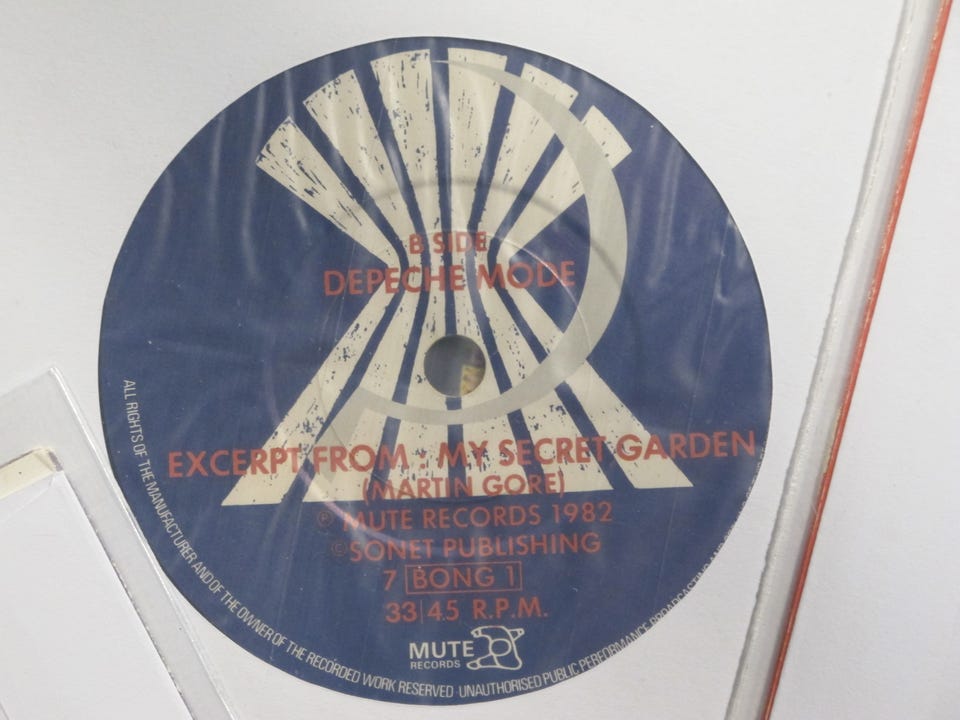 B SIDE
DEPECHE MODE
EXCERPT FROM : MY SECRET GARDEN
(MARTIN GORE)
℗ MUTE RECORDS 1982
© SONET PUBLISHING
7 BONG 1
33|45 R.P.M.
MUTE
RECORDS
ALL RIGHTS OF THE MANUFACTURER AND OF THE OWNER OF THE RECORDED WORK RESERVED · UNAUTHORISED PUBLIC PERFORMANCE BROADCASTING AND